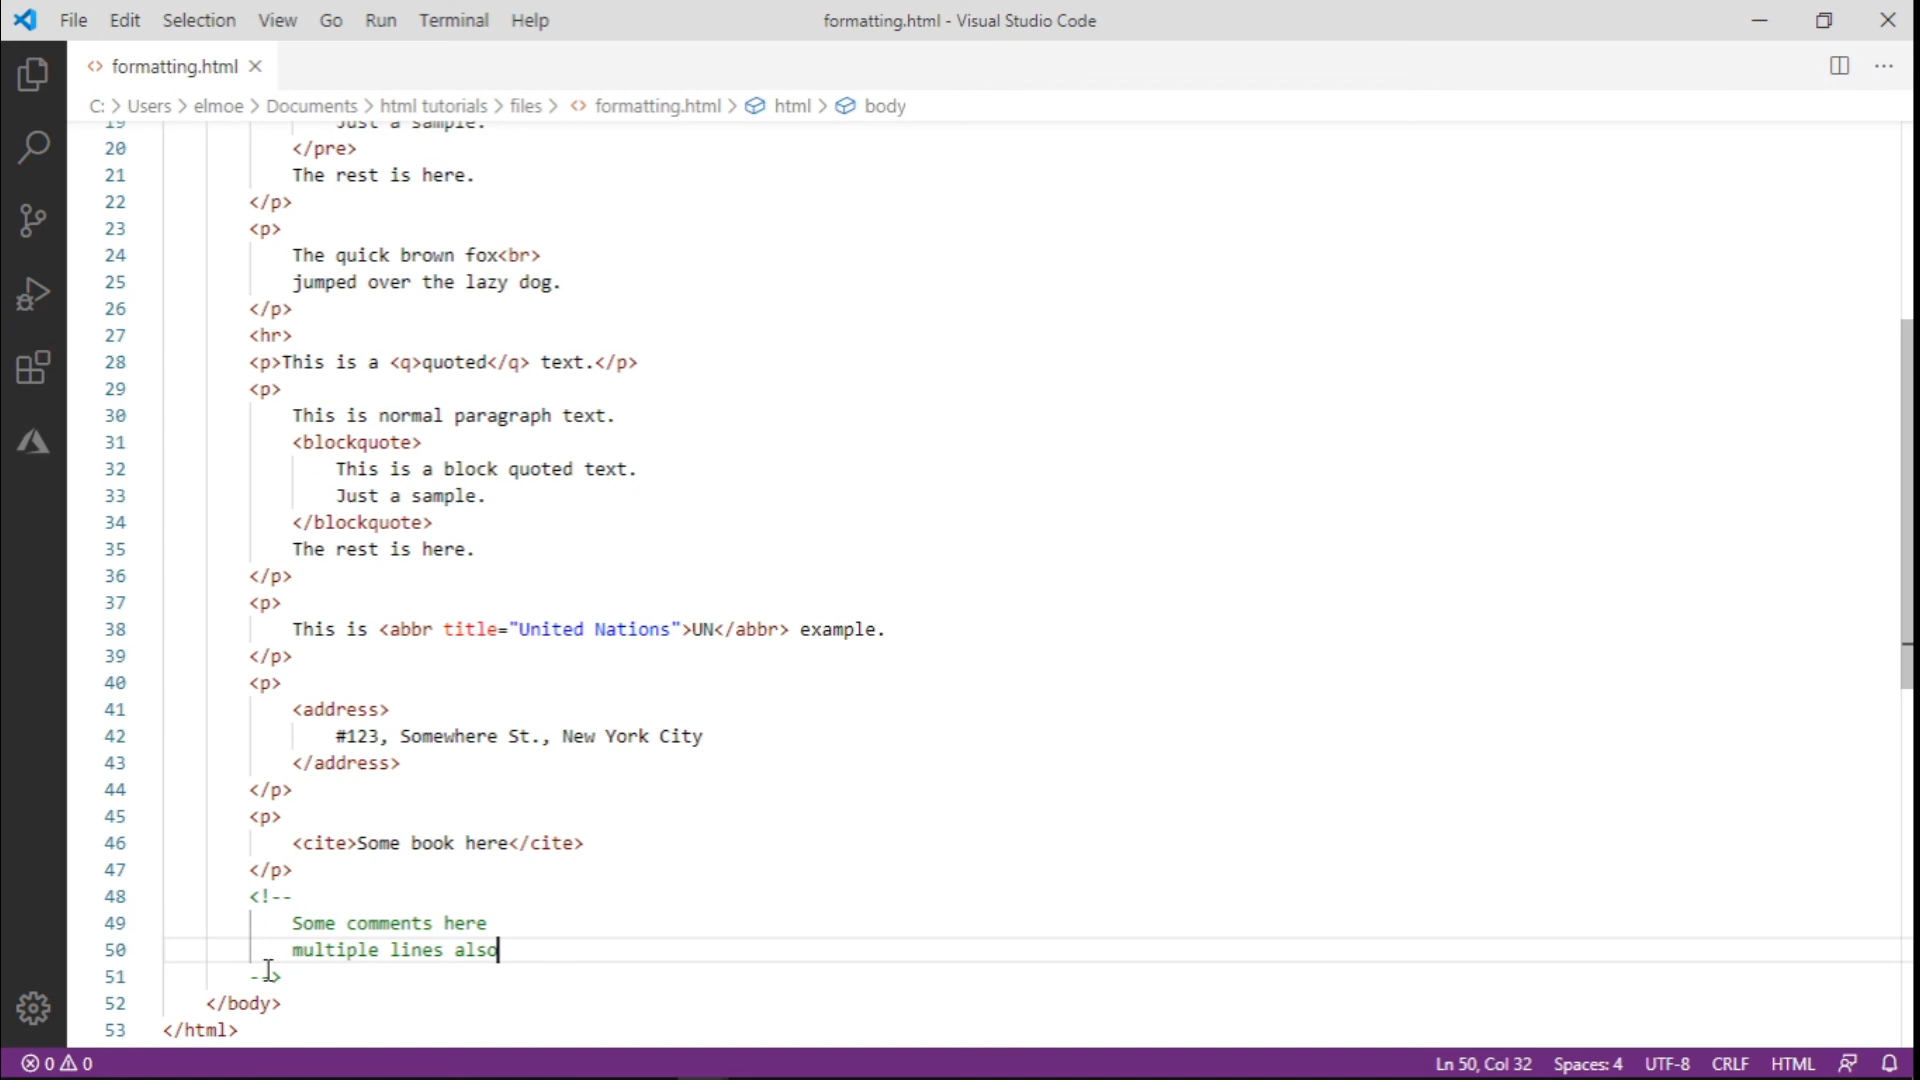 File Edit Selection View Go Run Terminal Help formatting.html - Visual Studio Code
formatting.html
C: > Users > elmoe > Documents > html tutorials > files > formatting.html > html > body
19 Just a sample.
20 </pre>
21 The rest is here.
22 </p>
23 <p>
24 The quick brown fox<br>
25 jumped over the lazy dog.
26 </p>
27 <hr>
28 <p>This is a <q>quoted</q> text.</p>
29 <p>
30 This is normal paragraph text.
31 <blockquote>
32 This is a block quoted text.
33 Just a sample.
34 </blockquote>
35 The rest is here.
36 </p>
37 <p>
38 This is <abbr title="United Nations">UN</abbr> example.
39 </p>
40 <p>
41 <address>
42 #123, Somewhere St., New York City
43 </address>
44 </p>
45 <p>
46 <cite>Some book here</cite>
47 </p>
48 <!--
49 Some comments here
50 multiple lines also
51 -->
52 </body>
53 </html>
0 0 Ln 50, Col 32 Spaces: 4 UTF-8 CRLF HTML